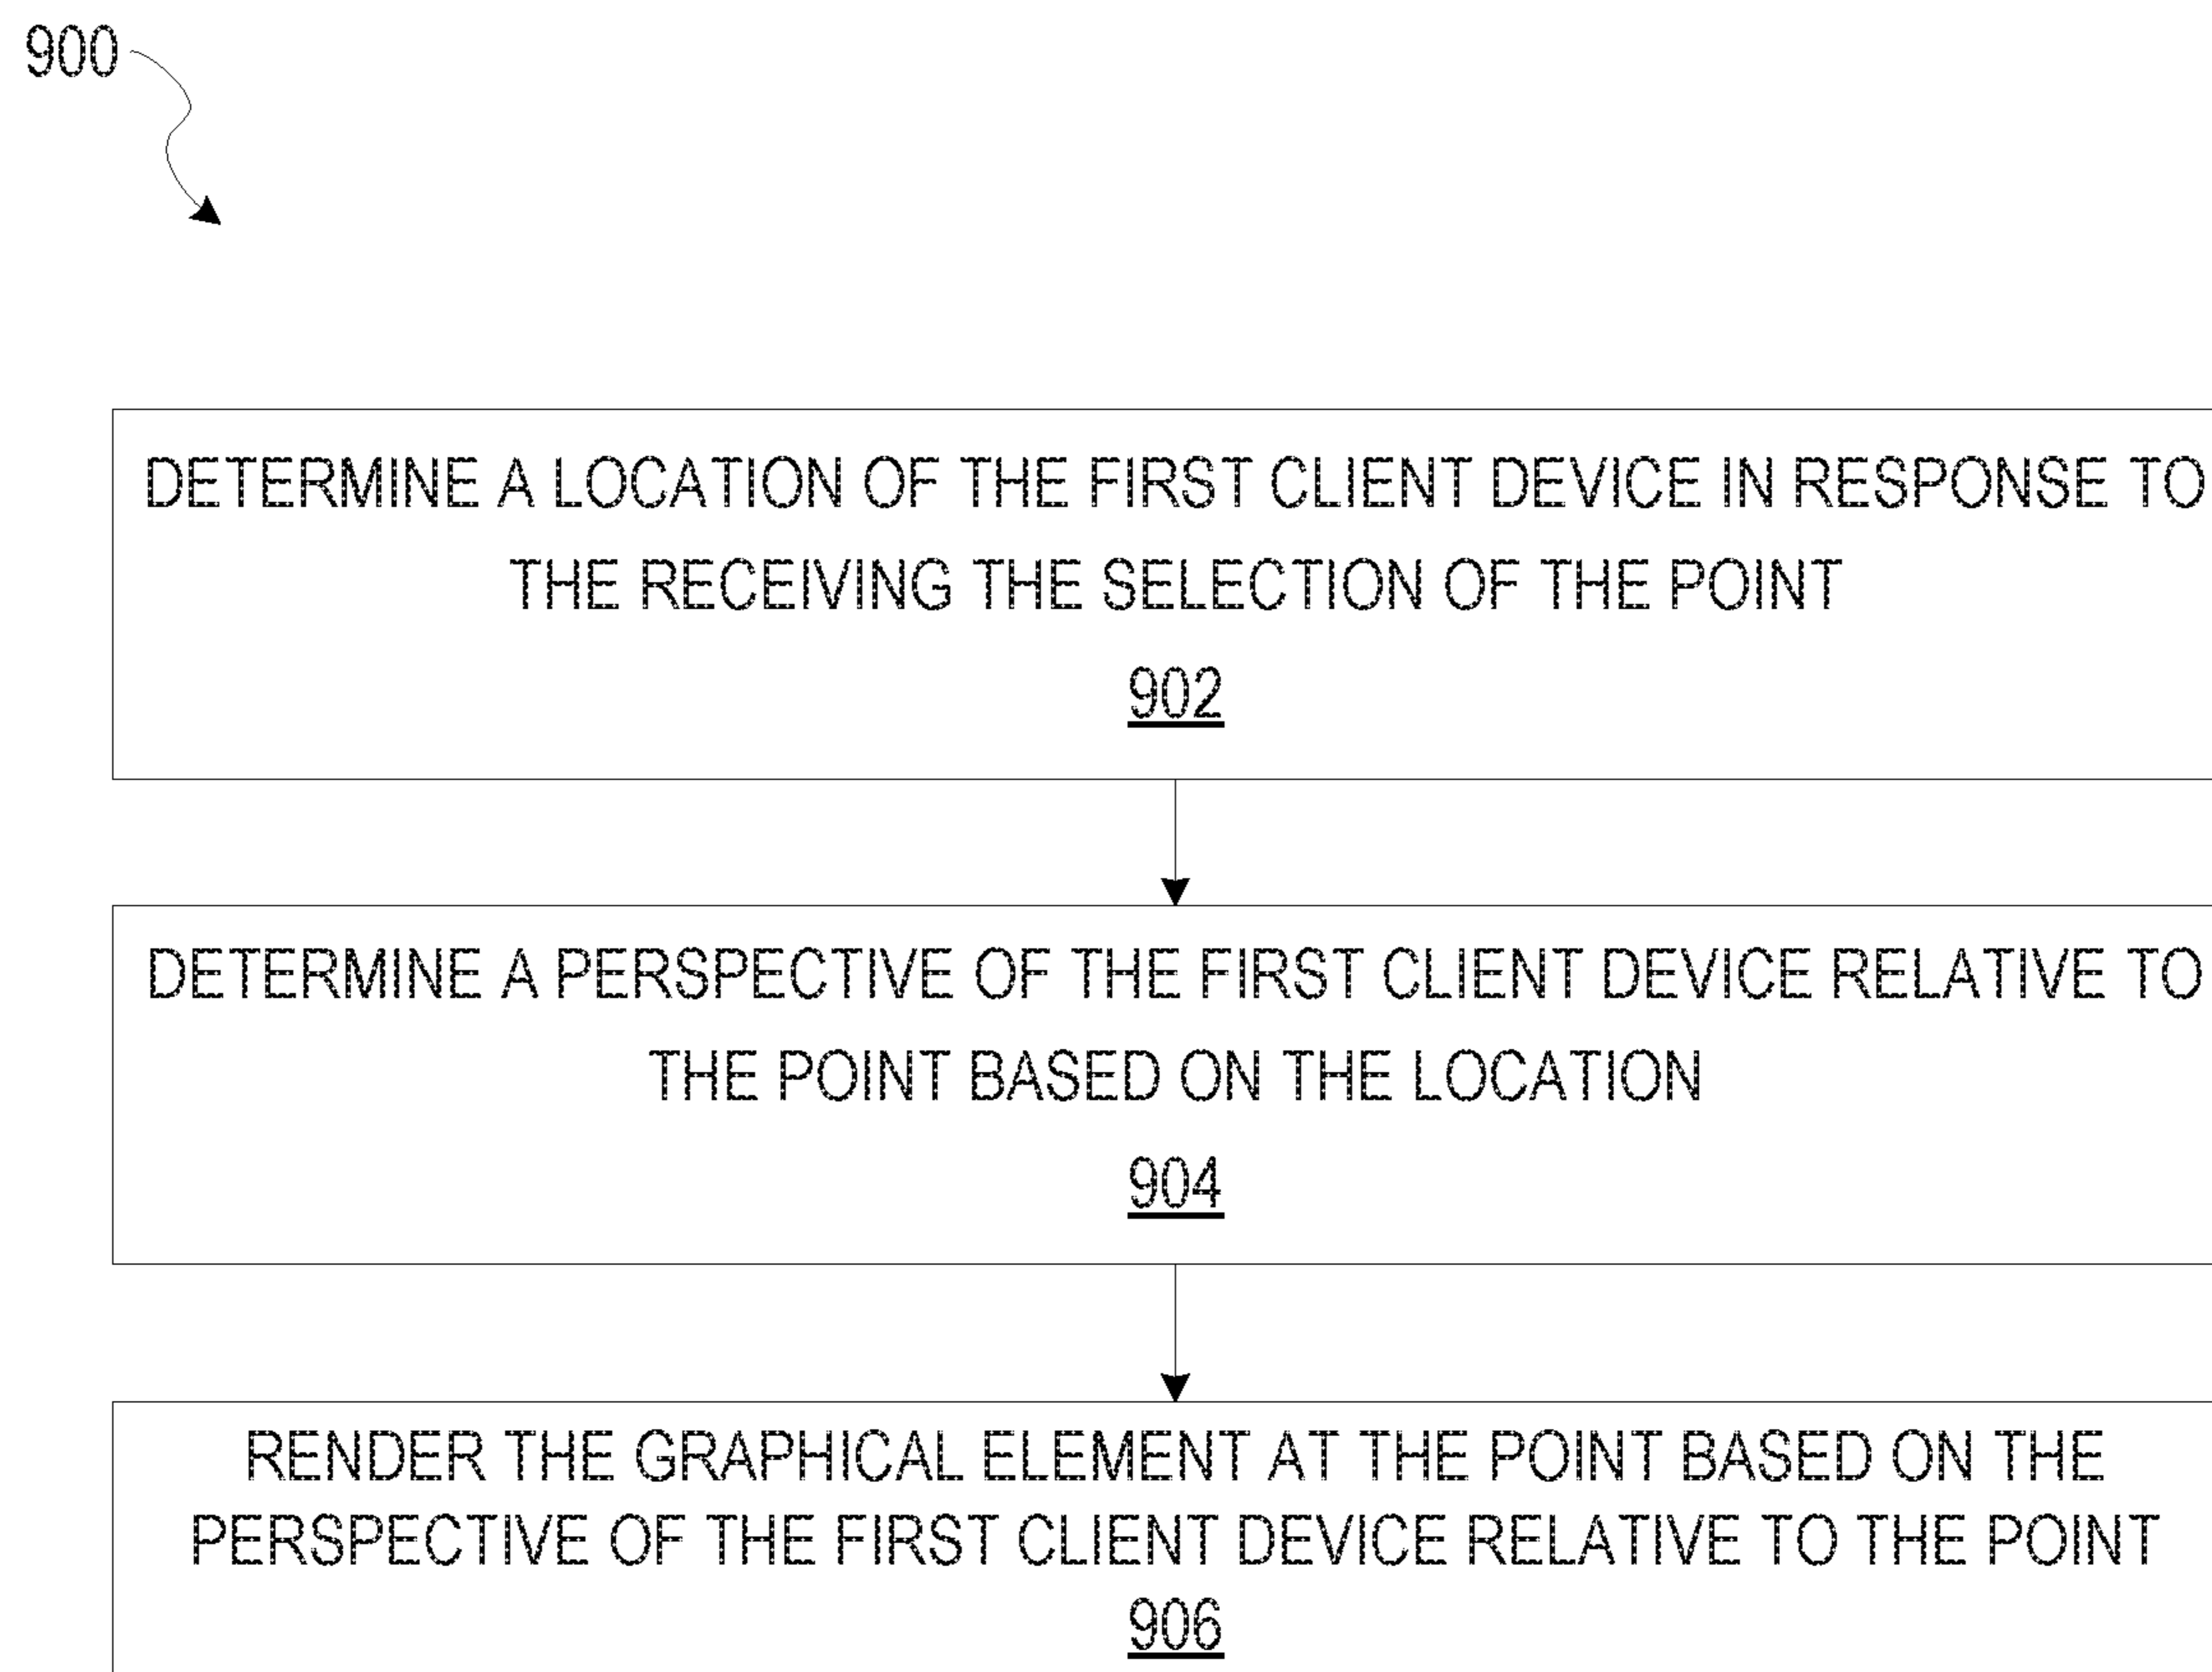 900
DETERMINE A LOCATION OF THE FIRST CLIENT DEVICE IN RESPONSE TO
THE RECEIVING THE SELECTION OF THE POINT
902
DETERMINE A PERSPECTIVE OF THE FIRST CLIENT DEVICE RELATIVE TO
THE POINT BASED ON THE LOCATION
904
RENDER THE GRAPHICAL ELEMENT AT THE POINT BASED ON THE
PERSPECTIVE OF THE FIRST CLIENT DEVICE RELATIVE TO THE POINT
906